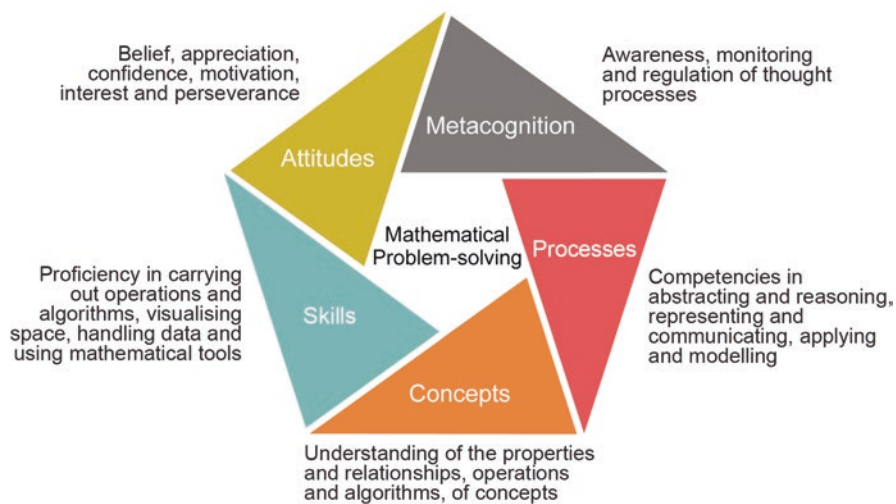 Belief, appreciation,
confidence, motivation,
interest and perseverance
Awareness, monitoring
and regulation of thought
processes
Metacognition
Attitudes
Mathematical
Problem-solving
Processes
Proficiency in carrying
out operations and
algorithms, visualising
space, handling data and
using mathematical tools
Skills
Competencies in
abstracting and reasoning,
representing and
communicating, applying
and modelling
Concepts
Understanding of the properties
and relationships, operations
and algorithms, of concepts